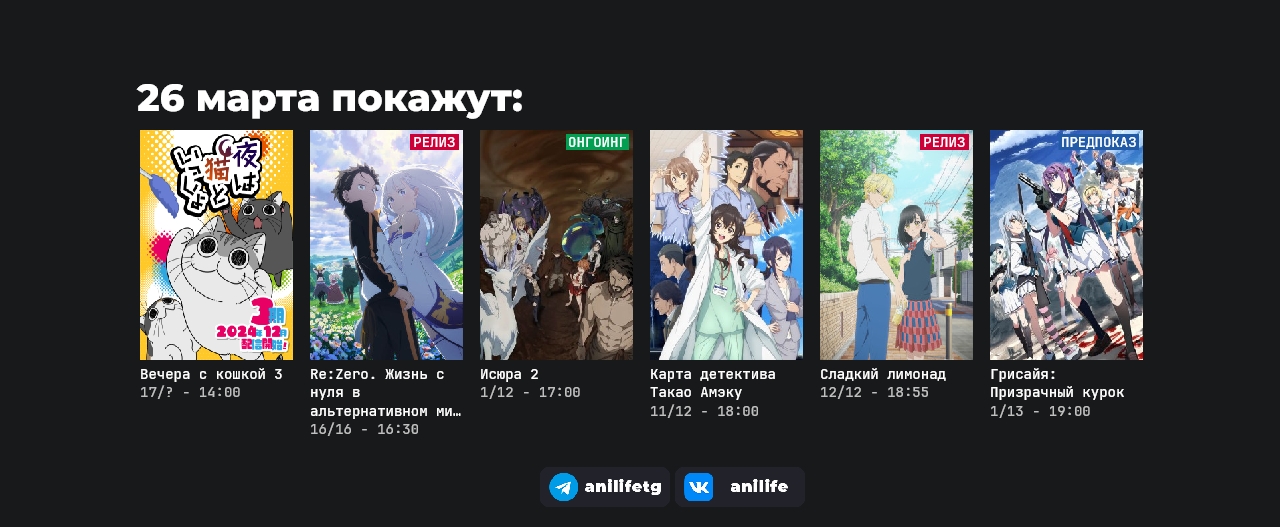 26 марта покажут:
夜は猫といっしょ
3期
2024年12月
配信開始!
РЕЛИЗ
ОНГОИНГ
РЕЛИЗ
ПРЕДПОКАЗ
Вечера с кошкой 3
17/? - 14:00
Re:Zero. Жизнь с
нуля в
альтернативном ми…
16/16 - 16:30
Исюра 2
1/12 - 17:00
Карта детектива
Такао Амэку
11/12 - 18:00
Сладкий лимонад
12/12 - 18:55
Грисайя:
Призрачный курок
1/13 - 19:00
anilifetg
anilife